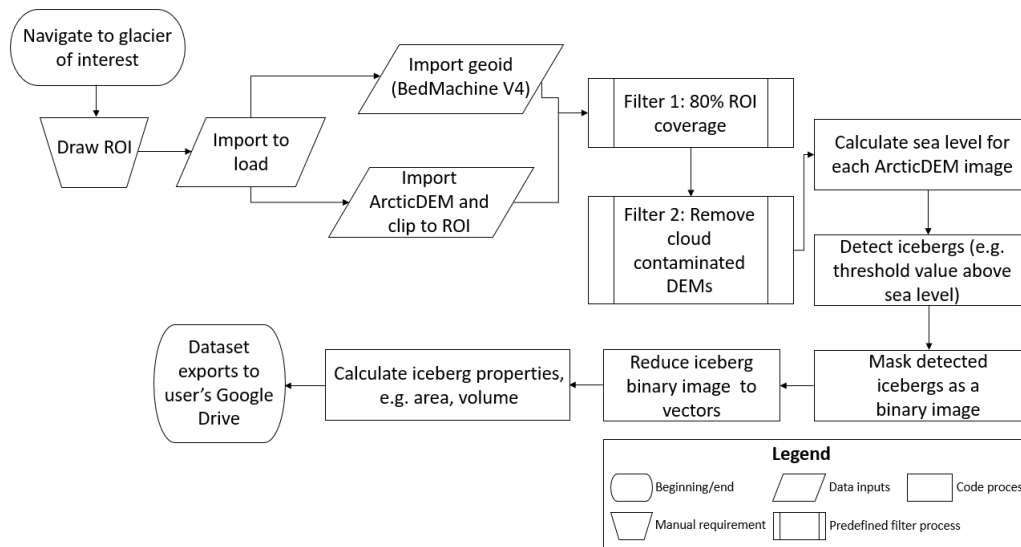 Navigate to glacier
of interest
Draw ROI
Import to
load
Import geoid
(BedMachine V4)
Import
ArcticDEM and
clip to ROI
Filter 1: 80% ROI
coverage
Filter 2: Remove
cloud
contaminated
DEMs
Calculate sea level for
each ArcticDEM image
Detect icebergs (e.g.
threshold value above
sea level)
Mask detected
icebergs as a
binary image
Reduce iceberg
binary image to
vectors
Calculate iceberg properties,
e.g. area, volume
Dataset
exports to
user's Google
Drive
Legend
Beginning/end
Data inputs
Code proces
Manual requirement
Predefined filter process